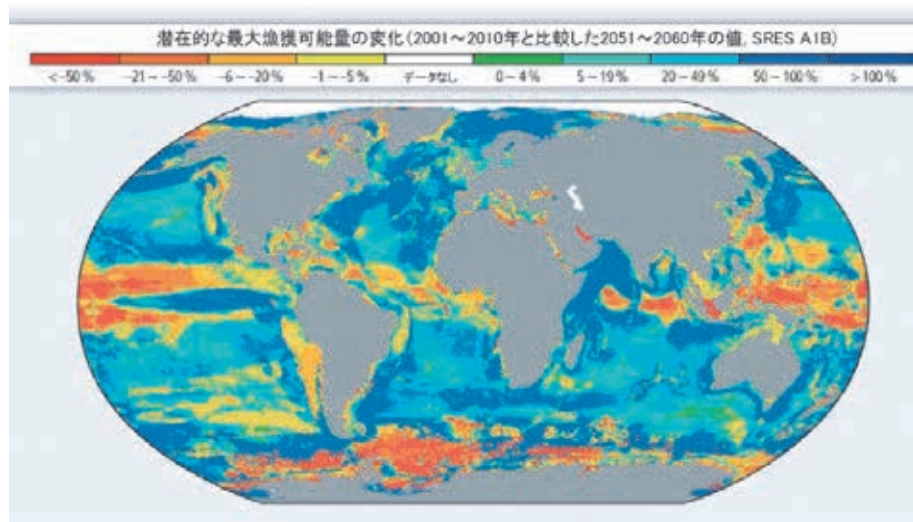 潜在的な最大漁獲可能量の変化(2001～2010年と比較した2051～2060年の値, SRES A1B)
<-50% -21～-50% -6～-20% -1～-5% データなし 0～4% 5～19% 20～49% 50～100% >100%